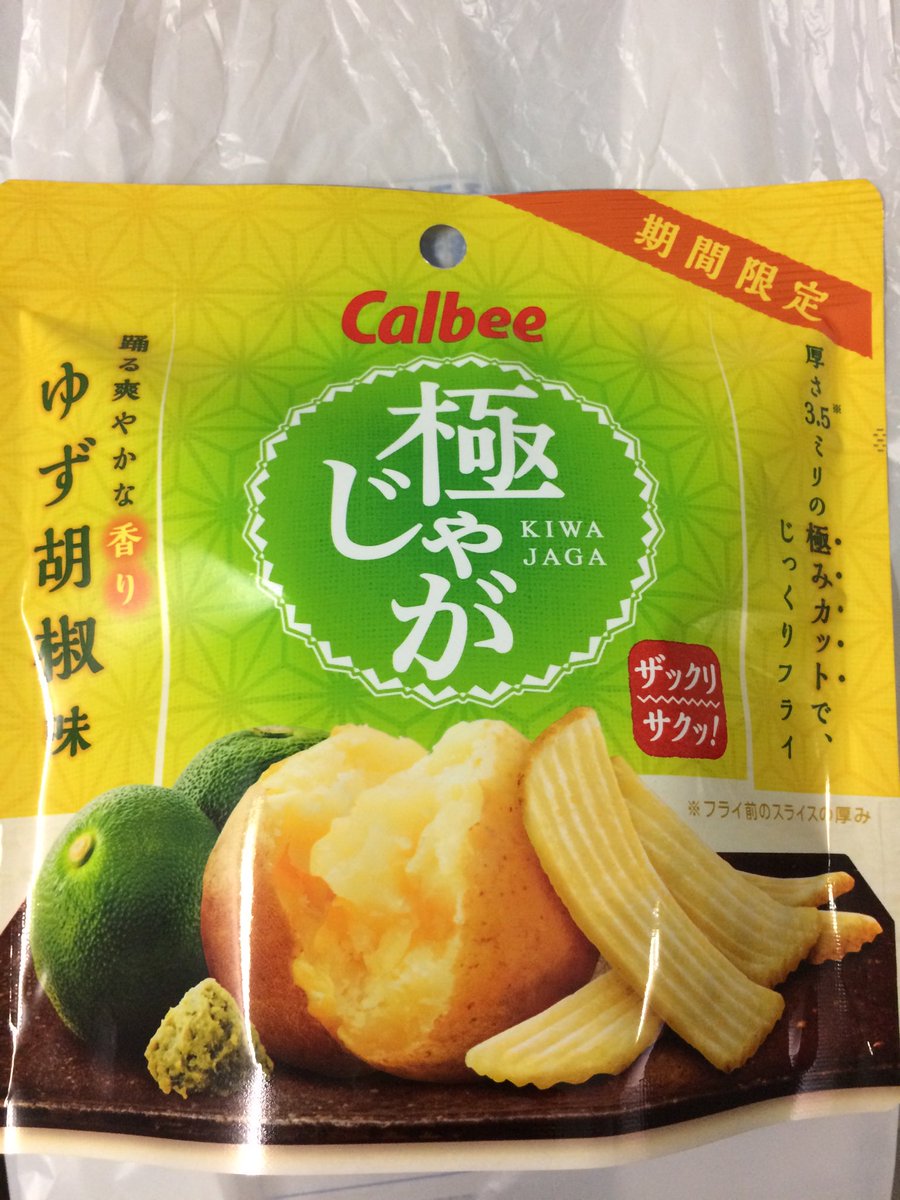 期間限定
Calbee
極
じゃが
KIWA
JAGA
厚さ3.5※ミリの極みカットで、
じっくりフライ
踊る爽やかな香り
ゆず胡椒味
ザックリ
サクッ!
※フライ前のスライスの厚み